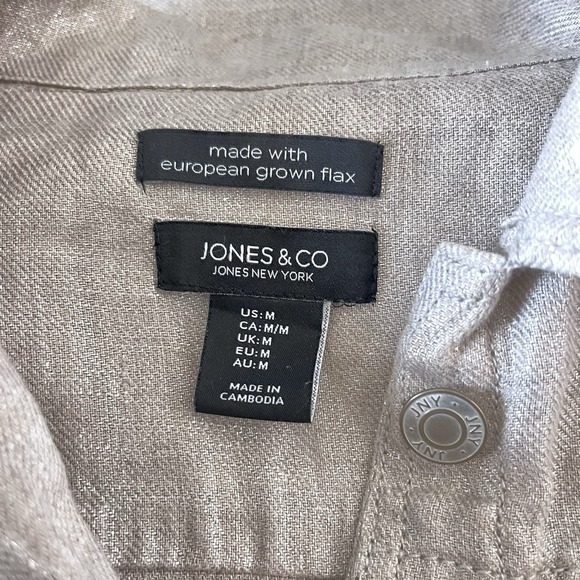 made with
european grown flax
JONES & CO
JONES NEW YORK
US: M
CA: M/M
UK: M
EU: M
AU: M
MADE IN
CAMBODIA
JNY • JNY • JNY •